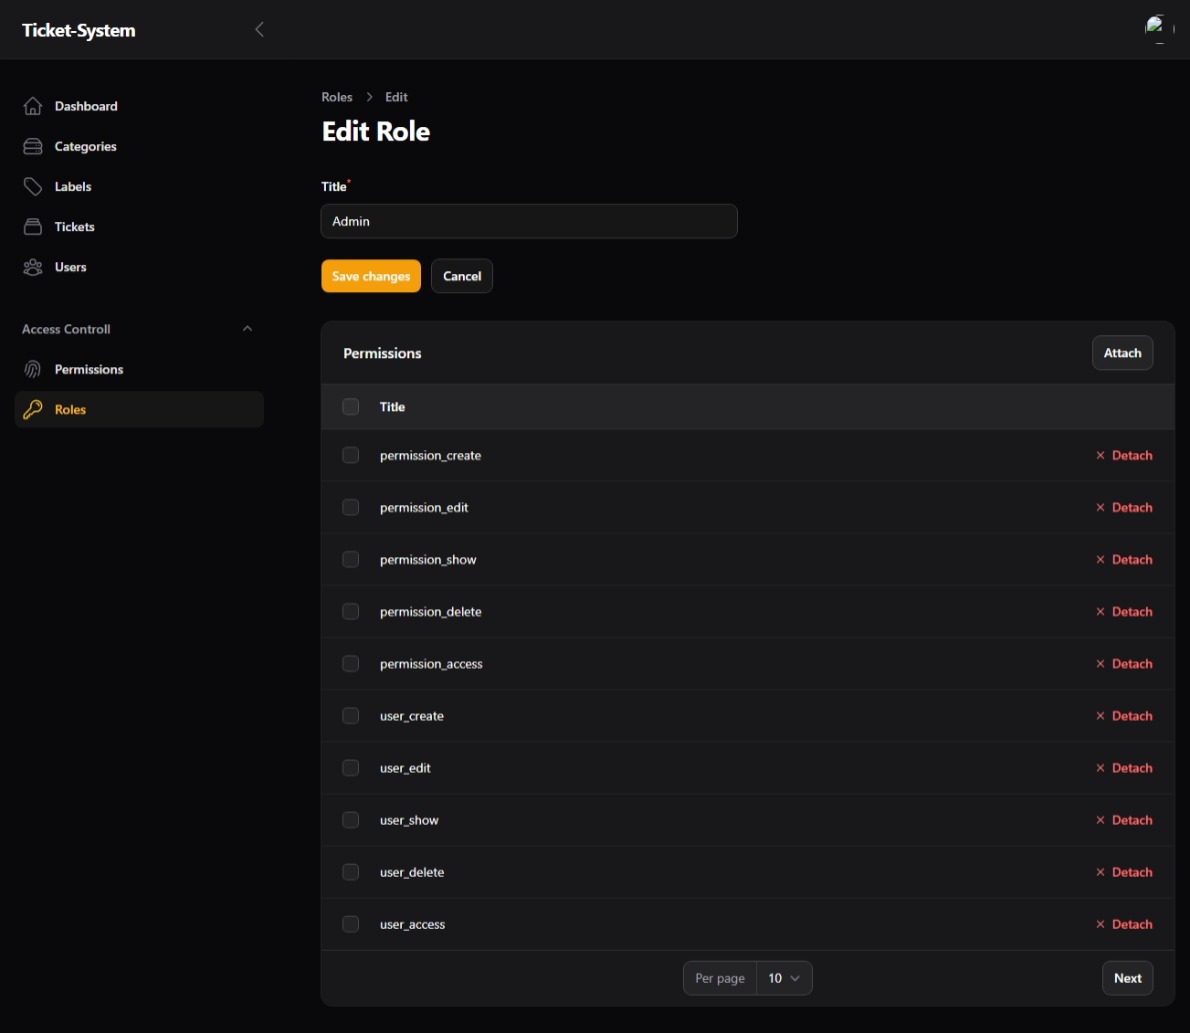 Ticket-System
Dashboard
Categories
Labels
Tickets
Users
Access Controll
Permissions
Roles
Roles > Edit
Edit Role
Title*
Admin
Save changes Cancel
Permissions Attach
Title
permission_create × Detach
permission_edit × Detach
permission_show × Detach
permission_delete × Detach
permission_access × Detach
user_create × Detach
user_edit × Detach
user_show × Detach
user_delete × Detach
user_access × Detach
Per page 10 Next